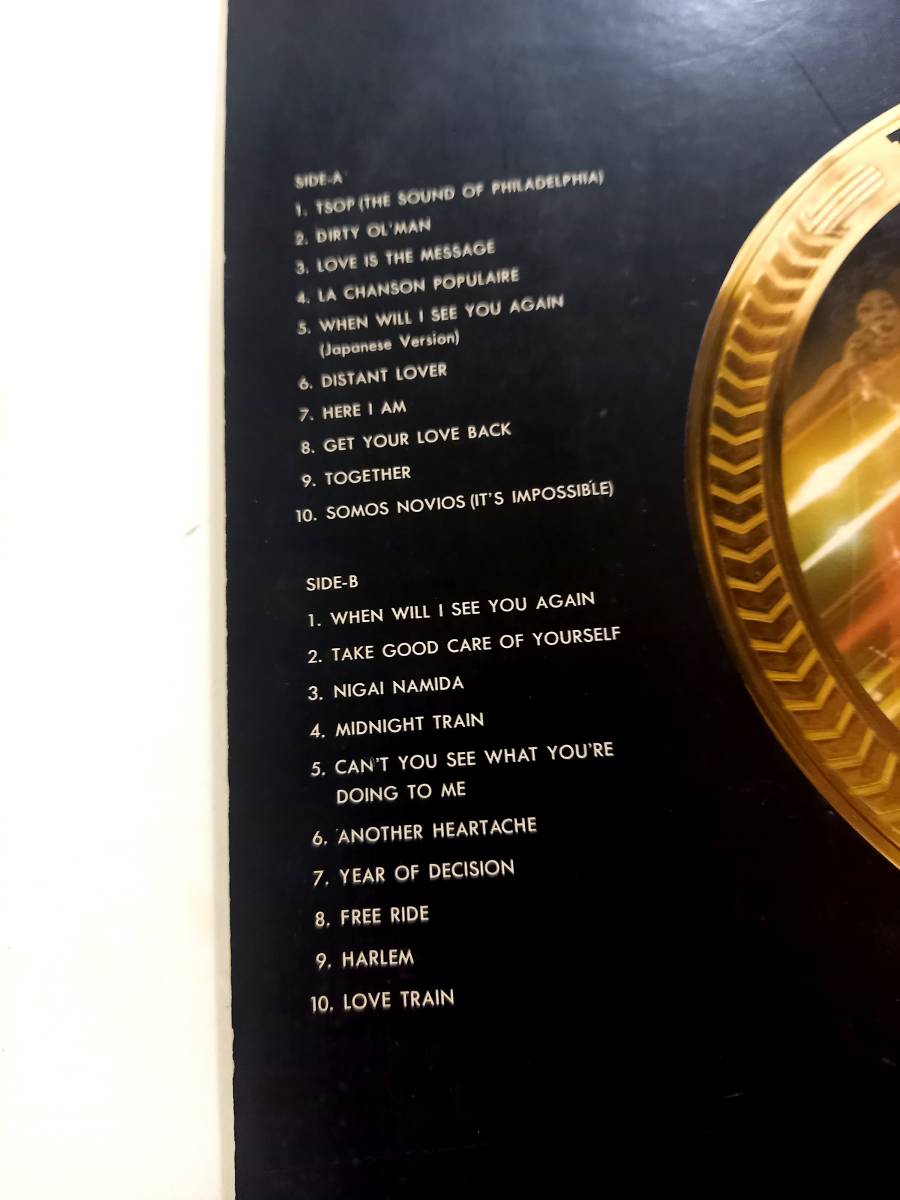 SIDE-A
1. TSOP (THE SOUND OF PHILADELPHIA)
2. DIRTY OL'MAN
3. LOVE IS THE MESSAGE
4. LA CHANSON POPULAIRE
5. WHEN WILL I SEE YOU AGAIN
(Japanese Version)
6. DISTANT LOVER
7. HERE I AM
8. GET YOUR LOVE BACK
9. TOGETHER
10. SOMOS NOVIOS (IT'S IMPOSSIBLE)
SIDE-B
1. WHEN WILL I SEE YOU AGAIN
2. TAKE GOOD CARE OF YOURSELF
3. NIGAI NAMIDA
4. MIDNIGHT TRAIN
5. CAN'T YOU SEE WHAT YOU'RE
DOING TO ME
6. ANOTHER HEARTACHE
7. YEAR OF DECISION
8. FREE RIDE
9. HARLEM
10. LOVE TRAIN